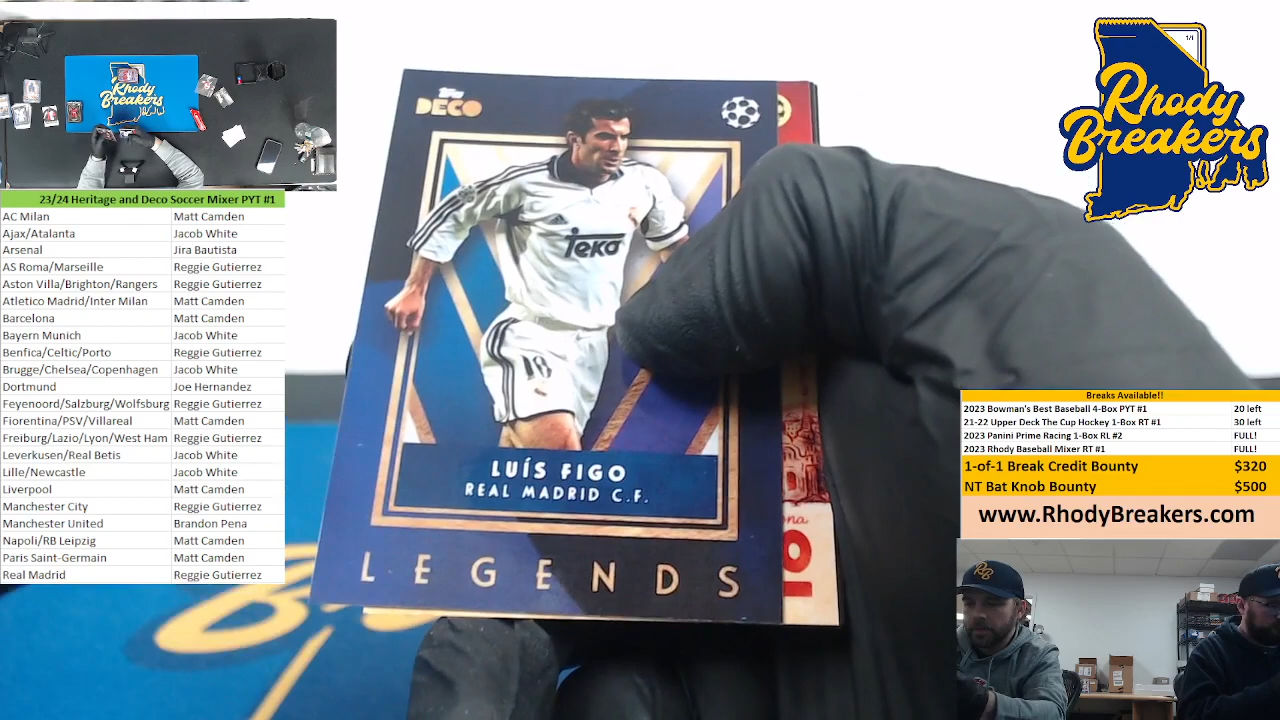 Rhody
Breakers
23/24 Heritage and Deco Soccer Mixer PYT #1
AC Milan Matt Camden
Ajax/Atalanta Jacob White
Arsenal Jira Bautista
AS Roma/Marseille Reggie Gutierrez
Aston Villa/Brighton/Rangers Reggie Gutierrez
Atletico Madrid/Inter Milan Matt Camden
Barcelona Matt Camden
Bayern Munich Jacob White
Benfica/Celtic/Porto Reggie Gutierrez
Brugge/Chelsea/Copenhagen Jacob White
Dortmund Joe Hernandez
Feyenoord/Salzburg/Wolfsburg Reggie Gutierrez
Fiorentina/PSV/Villareal Matt Camden
Freiburg/Lazio/Lyon/West Ham Reggie Gutierrez
Leverkusen/Real Betis Jacob White
Lille/Newcastle Jacob White
Liverpool Matt Camden
Manchester City Reggie Gutierrez
Manchester United Brandon Pena
Napoli/RB Leipzig Matt Camden
Paris Saint-Germain Matt Camden
Real Madrid Reggie Gutierrez
Topps
DECO
Teka
10
LUÍS FIGO
REAL MADRID C.F.
LEGENDS
1/1
Rhody
Breakers
Breaks Available!!
2023 Bowman's Best Baseball 4-Box PYT #1 20 left
21-22 Upper Deck The Cup Hockey 1-Box RT #1 30 left
2023 Panini Prime Racing 1-Box RL #2 FULL!
2023 Rhody Baseball Mixer RT #1 FULL!
1-of-1 Break Credit Bounty $320
NT Bat Knob Bounty $500
www.RhodyBreakers.com
RB